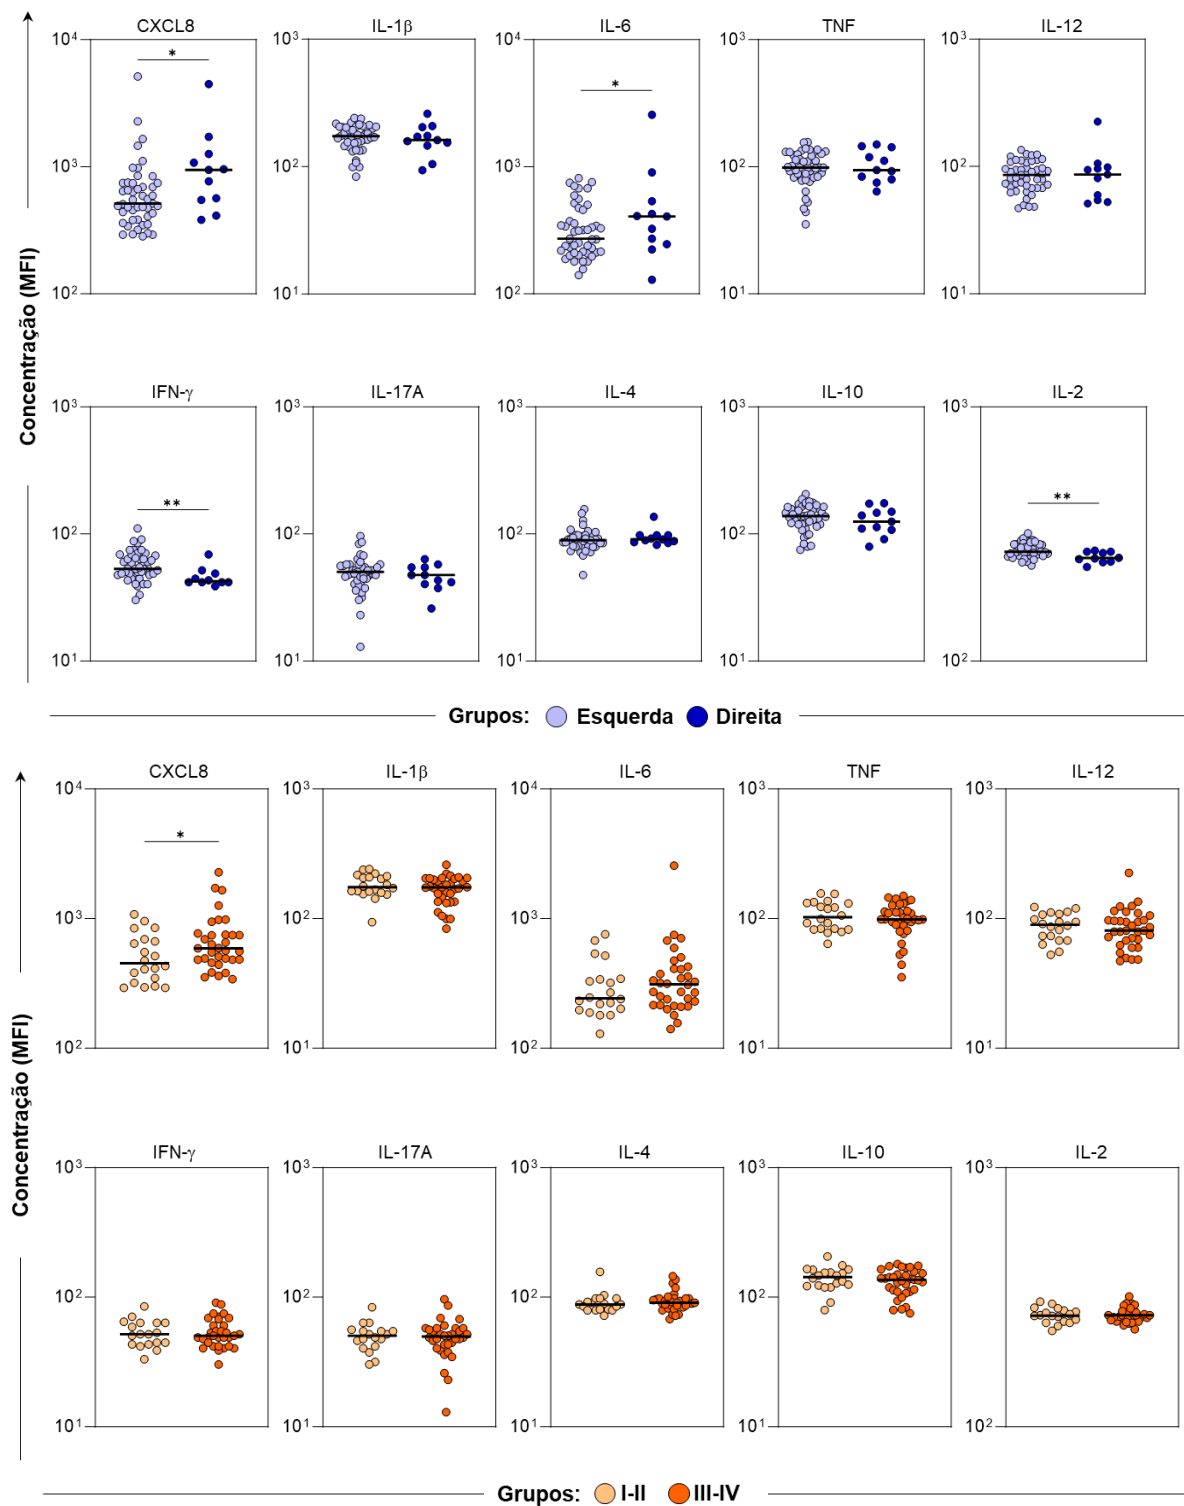 CXCL8 IL-1β IL-6 TNF IL-12
10⁴ 10³ 10⁴ 10³ 10³
* *
10³ 10² 10³ 10² 10²
10² 10¹ 10² 10¹ 10¹
Concentração (MFI)
IFN-γ IL-17A IL-4 IL-10 IL-2
10³ 10³ 10³ 10³ 10³
** **
10² 10² 10² 10²
10¹ 10¹ 10¹ 10¹ 10²
Grupos: Esquerda Direita
CXCL8 IL-1β IL-6 TNF IL-12
10⁴ 10³ 10⁴ 10³ 10³
*
10³ 10² 10³ 10² 10²
10² 10¹ 10² 10¹ 10¹
Concentração (MFI)
IFN-γ IL-17A IL-4 IL-10 IL-2
10³ 10³ 10³ 10³ 10³
10² 10² 10² 10²
10¹ 10¹ 10¹ 10¹ 10²
Grupos: I-II III-IV